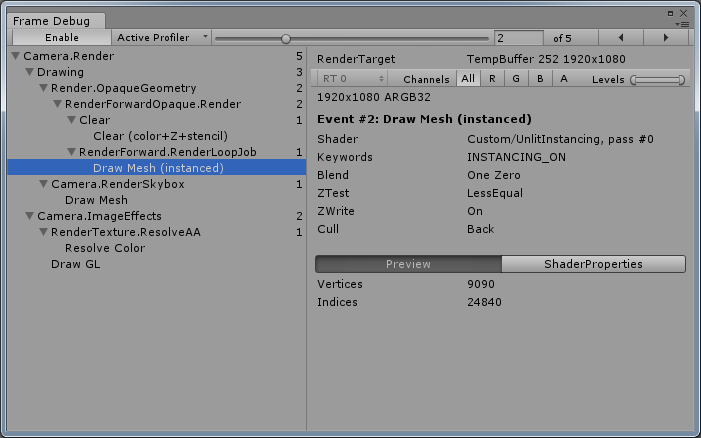 Frame Debug
Enable Active Profiler 2 of 5
Camera.Render 5
Drawing 3
Render.OpaqueGeometry 2
RenderForwardOpaque.Render 2
Clear 1
Clear (color+Z+stencil)
RenderForward.RenderLoopJob 1
Draw Mesh (instanced)
Camera.RenderSkybox 1
Draw Mesh
Camera.ImageEffects 2
RenderTexture.ResolveAA 1
Resolve Color
Draw GL
RenderTarget TempBuffer 252 1920x1080
RT 0 Channels All R G B A Levels
1920x1080 ARGB32
Event #2: Draw Mesh (instanced)
Shader Custom/UnlitInstancing, pass #0
Keywords INSTANCING_ON
Blend One Zero
ZTest LessEqual
ZWrite On
Cull Back
Preview ShaderProperties
Vertices 9090
Indices 24840